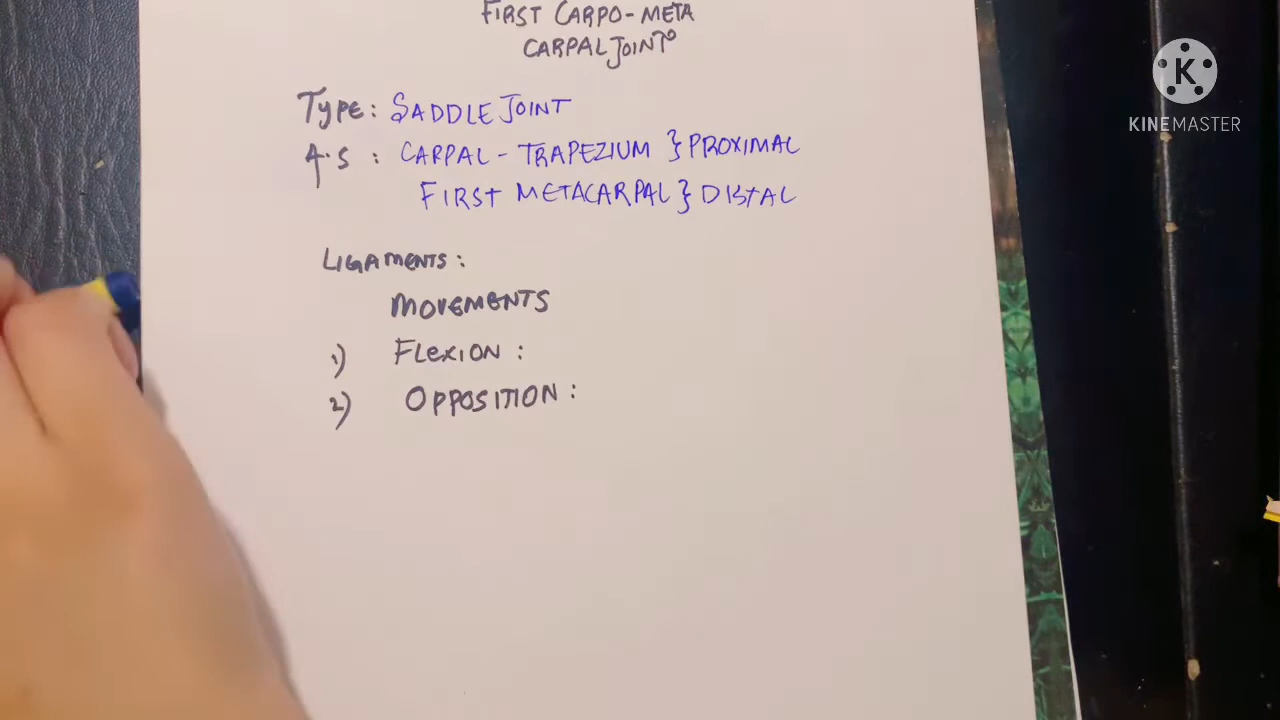 FIRST CARPO-META
CARPAL JOINT
TYPE: SADDLE JOINT
A.S : CARPAL - TRAPEZIUM } PROXIMAL
FIRST METACARPAL } DISTAL
LIGAMENTS:
MOVEMENTS
1) FLEXION :
2) OPPOSITION :
K
KINEMASTER